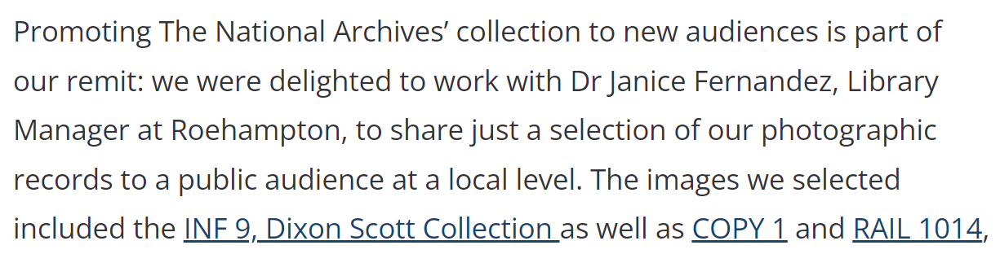 Promoting The National Archives’ collection to new audiences is part of
our remit: we were delighted to work with Dr Janice Fernandez, Library
Manager at Roehampton, to share just a selection of our photographic
records to a public audience at a local level. The images we selected
included the INF 9, Dixon Scott Collection as well as COPY 1 and RAIL 1014,